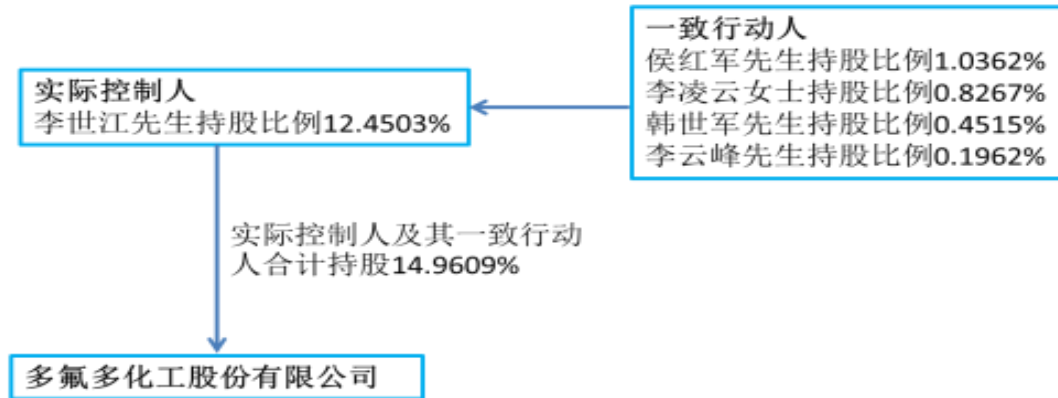 一致行动人
侯红军先生持股比例1.0362%
李凌云女士持股比例0.8267%
韩世军先生持股比例0.4515%
李云峰先生持股比例0.1962%
实际控制人
李世江先生持股比例12.4503%
实际控制人及其一致行动
人合计持股14.9609%
多氟多化工股份有限公司